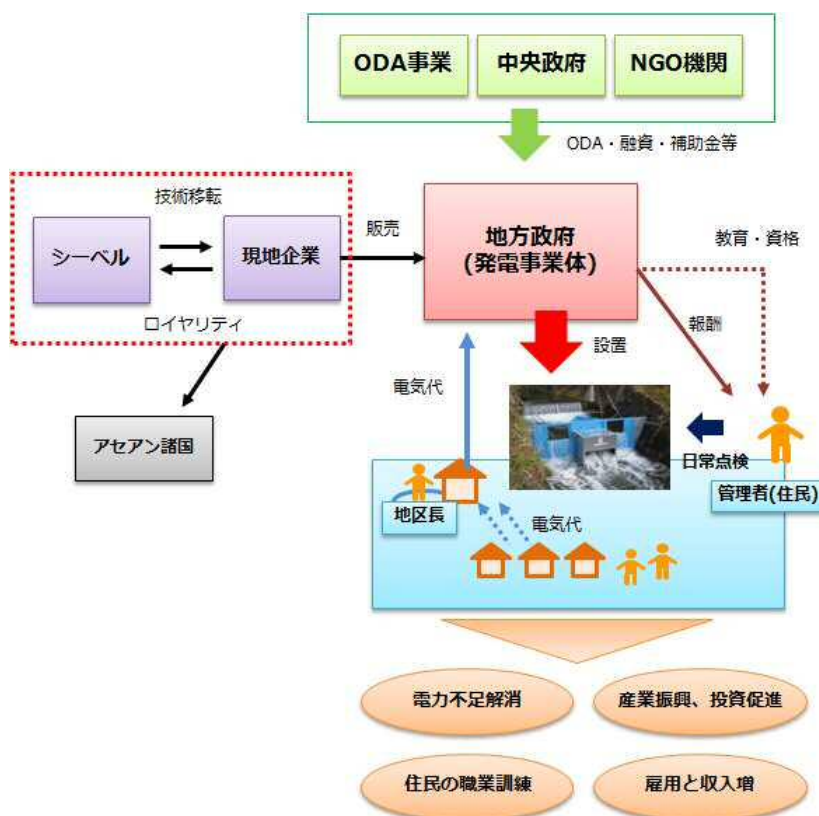 ODA事業
中央政府
NGO機関
ODA・融資・補助金等
技術移転
シーベル
現地企業
ロイヤリティ
販売
地方政府
(発電事業体)
教育・資格
報酬
設置
電気代
アセアン諸国
日常点検
管理者(住民)
地区長
電気代
電力不足解消
産業振興、投資促進
住民の職業訓練
雇用と収入増